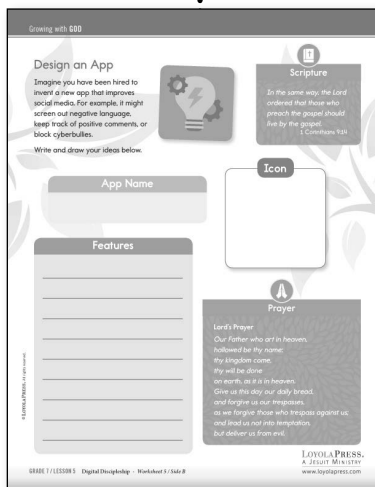 Growing with GOD
Design an App
Imagine you have been hired to
invent a new app that improves
social media. For example, it might
screen out negative language,
keep track of positive comments, or
block cyberbullies.
Write and draw your ideas below.
Scripture
In the same way, the Lord
ordered that those who
preach the gospel should
live by the gospel.
1 Corinthians 9:14
App Name
Icon
Features
Prayer
Lord's Prayer
Our Father who art in heaven,
hallowed be thy name;
thy kingdom come,
thy will be done
on earth, as it is in heaven.
Give us this day our daily bread,
and forgive us our trespasses,
as we forgive those who trespass against us;
and lead us not into temptation,
but deliver us from evil.
© LOYOLA PRESS. All rights reserved.
GRADE 7 / LESSON 5 Digital Discipleship - Worksheet 5 / Side B
LOYOLA PRESS.
A JESUIT MINISTRY
www.loyolapress.com